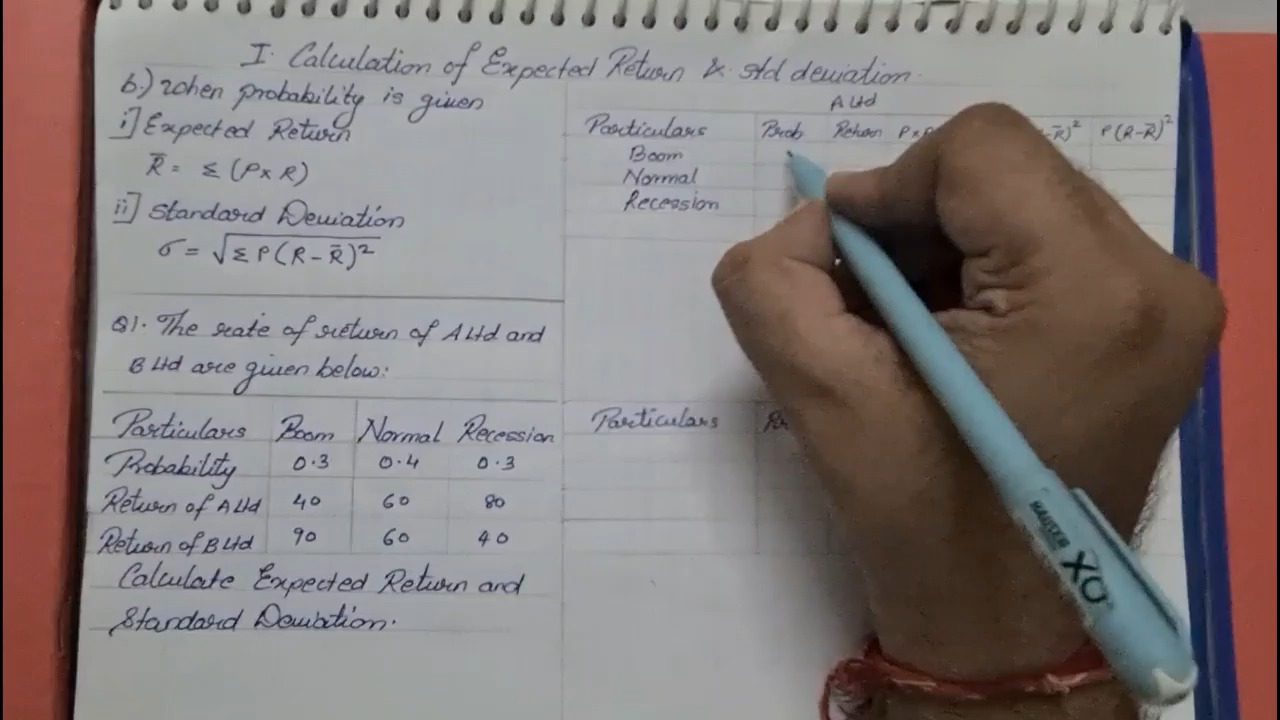 I. Calculation of Expected Return & std deviation.
b.) when probability is given
i] Expected Return
R̄ = Σ (P×R)
ii] Standard Deviation
σ = √Σ P(R-R̄)²
Q1. The rate of return of A Ltd and
B Ltd are given below:
Particulars Boom Normal Recession
Probability 0.3 0.4 0.3
Return of A Ltd 40 60 80
Return of B Ltd 90 60 40
Calculate Expected Return and
Standard Deviation.
A Ltd
Particulars Prob Return P× -R̄)² P(R-R̄)²
Boom
Normal
Recession
Particulars
HAUSER
XO